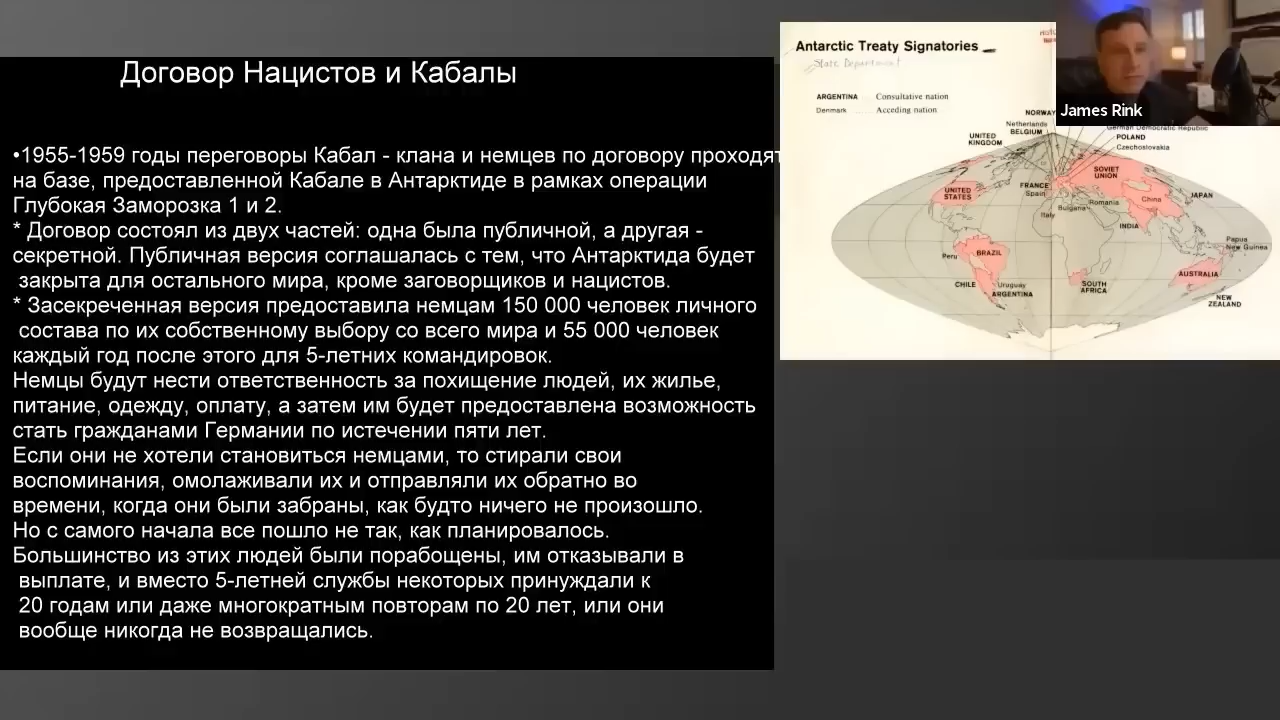 Договор Нацистов и Кабалы
•1955-1959 годы переговоры Кабал - клана и немцев по договору проходят
на базе, предоставленной Кабале в Антарктиде в рамках операции
Глубокая Заморозка 1 и 2.
* Договор состоял из двух частей: одна была публичной, а другая -
секретной. Публичная версия соглашалась с тем, что Антарктида будет
закрыта для остального мира, кроме заговорщиков и нацистов.
* Засекреченная версия предоставила немцам 150 000 человек личного
состава по их собственному выбору со всего мира и 55 000 человек
каждый год после этого для 5-летних командировок.
Немцы будут нести ответственность за похищение людей, их жилье,
питание, одежду, оплату, а затем им будет предоставлена возможность
стать гражданами Германии по истечении пяти лет.
Если они не хотели становиться немцами, то стирали свои
воспоминания, омолаживали их и отправляли их обратно во
времени, когда они были забраны, как будто ничего не произошло.
Но с самого начала все пошло не так, как планировалось.
Большинство из этих людей были порабощены, им отказывали в
выплате, и вместо 5-летней службы некоторых принуждали к
20 годам или даже многократным повторам по 20 лет, или они
вообще никогда не возвращались.
Antarctic Treaty Signatories
State Department
ARGENTINA Consultative nation
Denmark Acceding nation
James Rink
NORWAY
Netherlands
BELGIUM
UNITED
KINGDOM
German Democratic Republic
POLAND
Czechoslovakia
SOVIET
UNION
FRANCE
Spain
UNITED
STATES
Italy
Bulgaria
Romania
China
JAPAN
INDIA
Papua
New Guinea
Peru
BRAZIL
CHILE
Uruguay
ARGENTINA
SOUTH
AFRICA
AUSTRALIA
NEW
ZEALAND